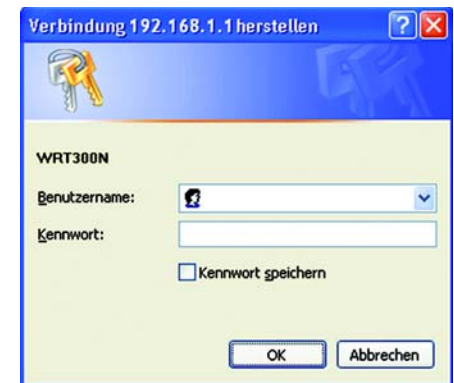 Verbindung 192.168.1.1 herstellen
WRT300N
Benutzername:
Kennwort:
Kennwort speichern
OK Abbrechen